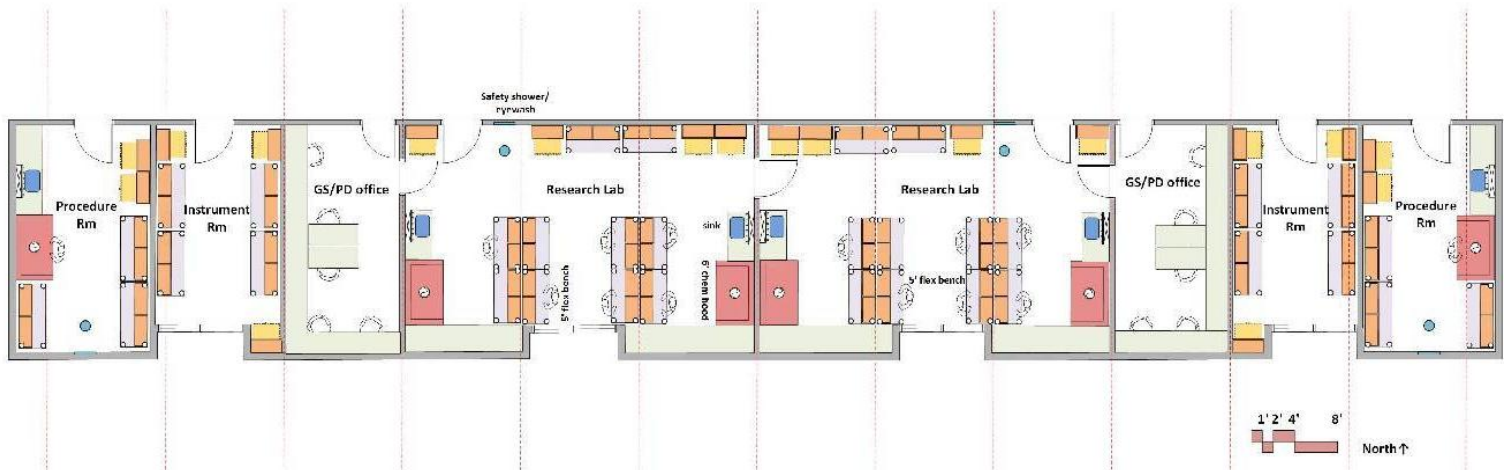 Safety shower/
eyewash
Procedure
Rm
Instrument
Rm
GS/PD office
Research Lab
sink
5' flex bench
6' chem hood
Research Lab
5' flex bench
GS/PD office
Instrument
Rm
Procedure
Rm
1' 2' 4' 8'
North↑